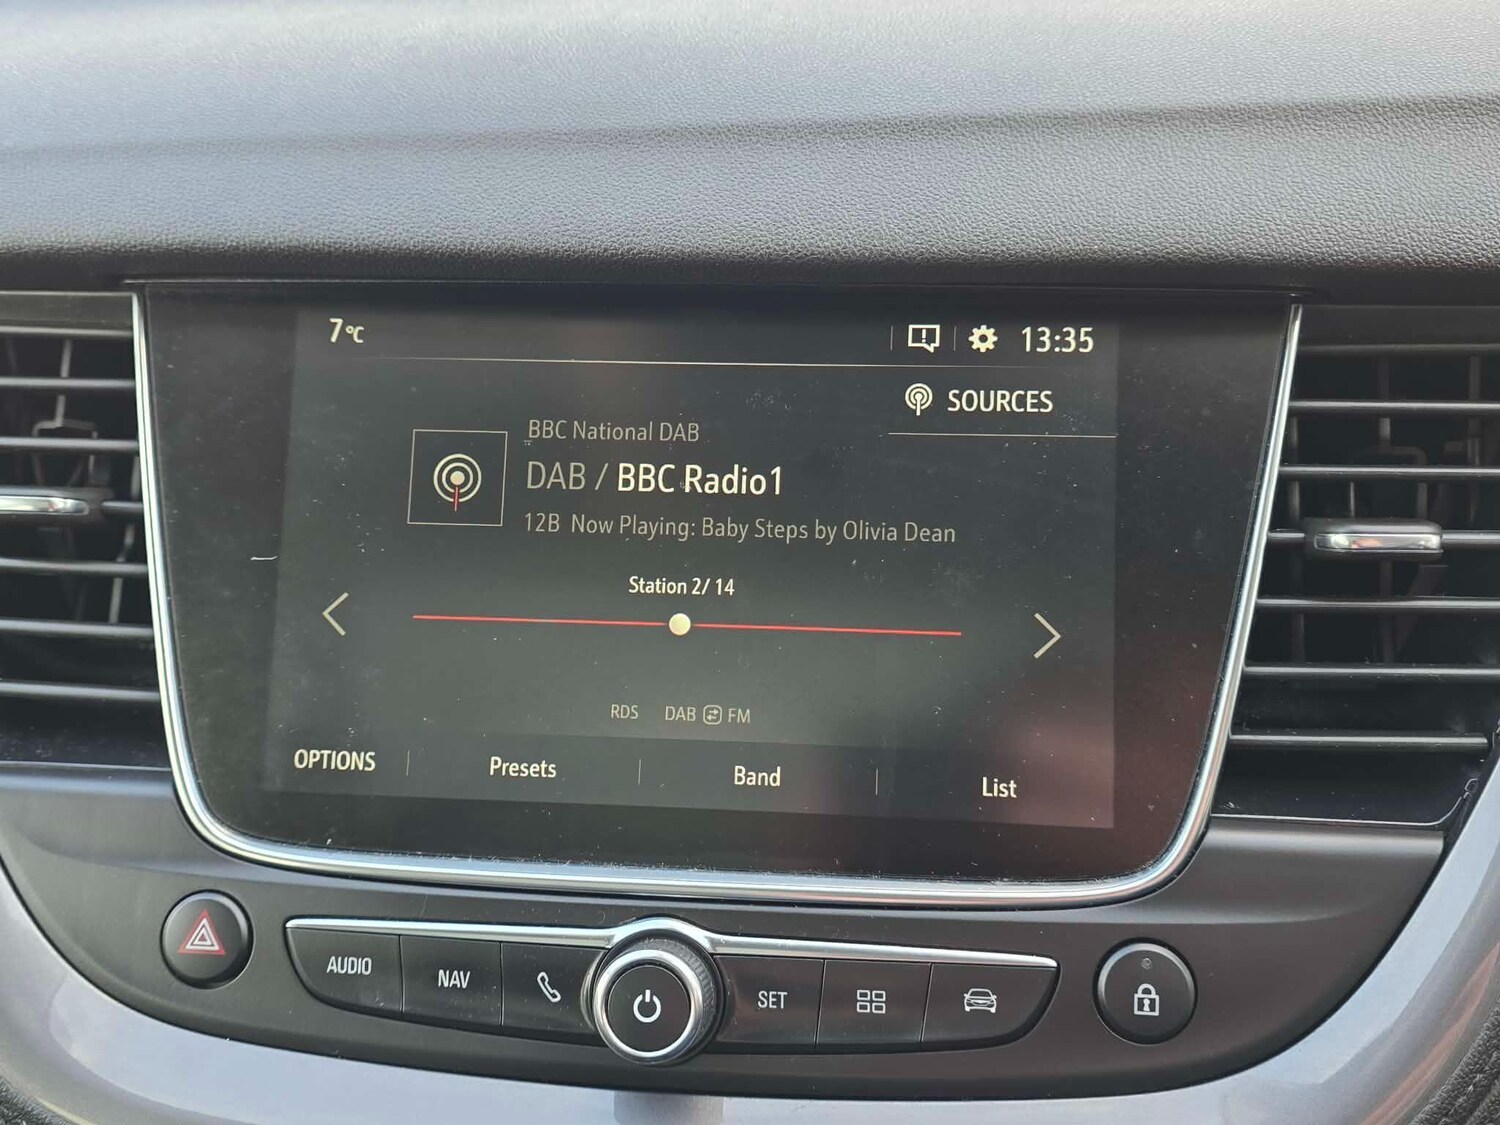 7°C
13:35
SOURCES
BBC National DAB
DAB / BBC Radio1
12B Now Playing: Baby Steps by Olivia Dean
Station 2/ 14
RDS DAB FM
OPTIONS Presets Band List
AUDIO NAV SET